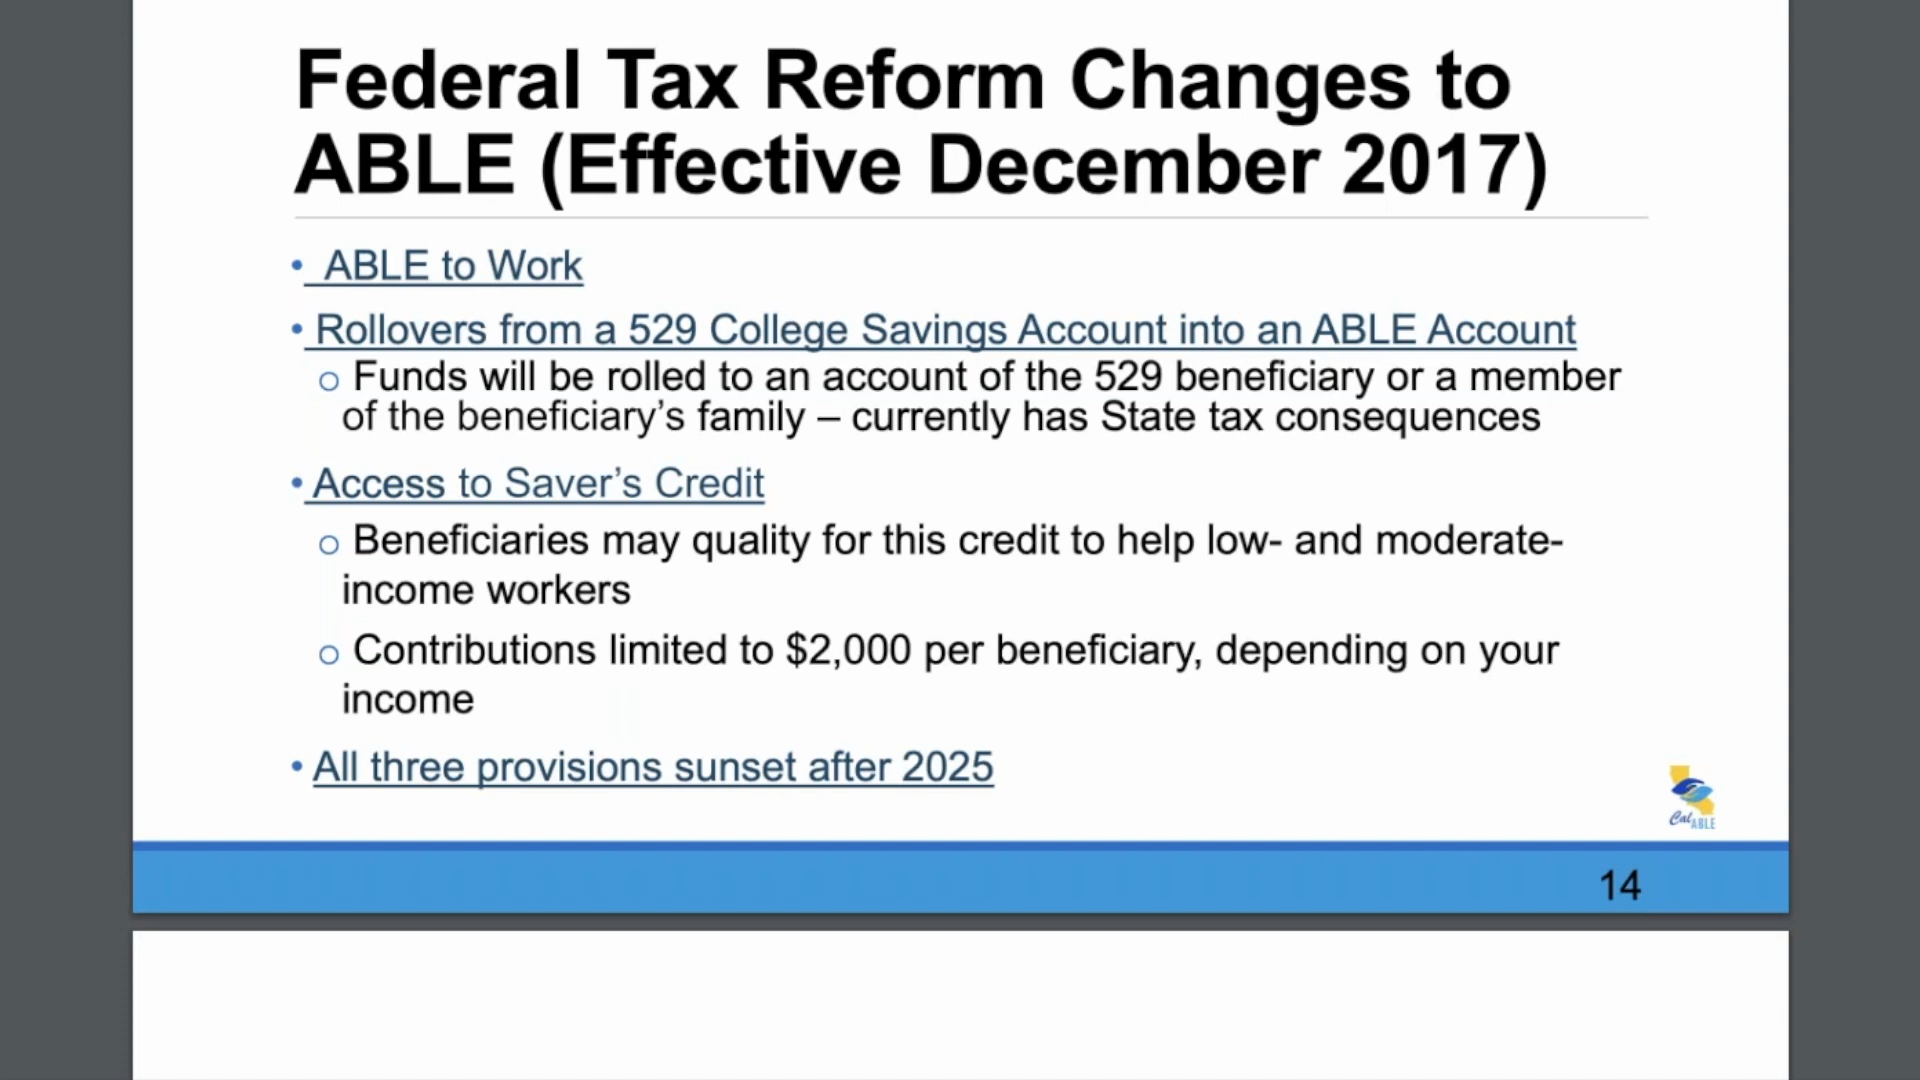 Federal Tax Reform Changes to
ABLE (Effective December 2017)
• ABLE to Work
• Rollovers from a 529 College Savings Account into an ABLE Account
o Funds will be rolled to an account of the 529 beneficiary or a member
of the beneficiary’s family – currently has State tax consequences
• Access to Saver’s Credit
o Beneficiaries may quality for this credit to help low- and moderate-
income workers
o Contributions limited to $2,000 per beneficiary, depending on your
income
• All three provisions sunset after 2025
Cal ABLE
14